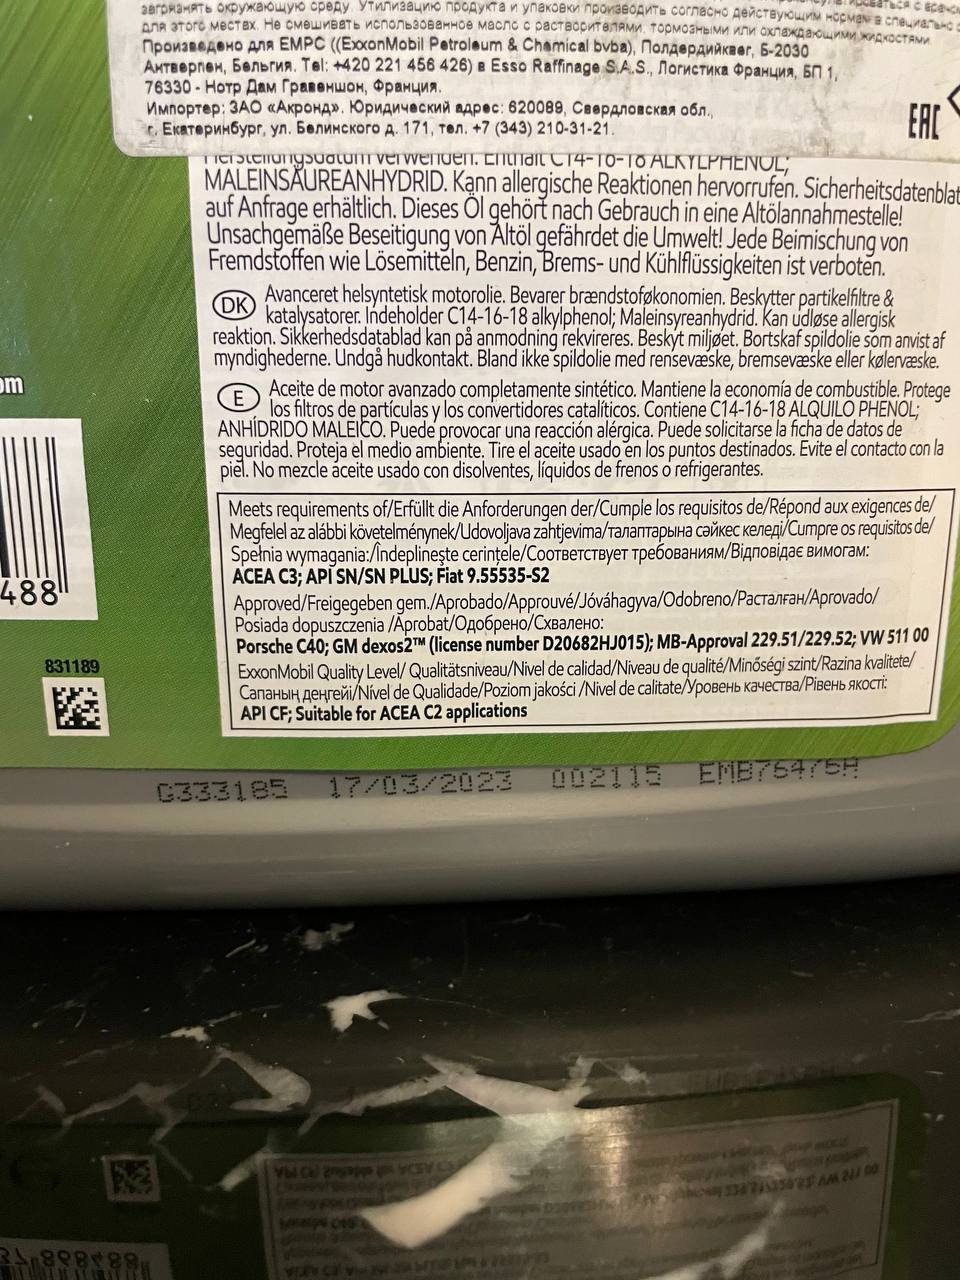 загрязнять окружающую среду. Утилизацию продукта и упаковки производить согласно действующим нормам в специально
для этого местах. Не смешивать использованное масло с растворителями, тормозными или охлаждающими жидкостями.
Произведено для EMPC ((ExxonMobil Petroleum & Chemical bvba), Полдердийквег, Б-2030
Антверпен, Бельгия. Tel: +420 221 456 426) в Esso Raffinage S.A.S., Логистика Франция, БП 1,
76330 - Нотр Дам Гравеншон, Франция.
Импортер: ЗАО «Акронд». Юридический адрес: 620089, Свердловская обл.,
г. Екатеринбург, ул. Белинского д. 171, тел. +7 (343) 210-31-21.
EAC
Herstellungsdatum verwenden. Enthält C14-16-18 ALKYLPHENOL;
MALEINSÄUREANHYDRID. Kann allergische Reaktionen hervorrufen. Sicherheitsdatenblat
auf Anfrage erhältlich. Dieses Öl gehört nach Gebrauch in eine Altölannahmestelle!
Unsachgemäße Beseitigung von Altöl gefährdet die Umwelt! Jede Beimischung von
Fremdstoffen wie Lösemitteln, Benzin, Brems- und Kühlflüssigkeiten ist verboten.
DK Avanceret helsyntetisk motorolie. Bevarer brændstoføkonomien. Beskytter partikelfiltre &
katalysatorer. Indeholder C14-16-18 alkylphenol; Maleinsyreanhydrid. Kan udløse allergisk
reaktion. Sikkerhedsdatablad kan på anmodning rekvireres. Beskyt miljøet. Bortskaf spildolie som anvist af
myndighederne. Undgå hudkontakt. Bland ikke spildolie med rensevæske, bremsevæske eller kølervæske.
E Aceite de motor avanzado completamente sintético. Mantiene la economía de combustible. Protege
los filtros de partículas y los convertidores catalíticos. Contiene C14-16-18 ALQUILO PHENOL;
ANHÍDRIDO MALEICO. Puede provocar una reacción alérgica. Puede solicitarse la ficha de datos de
seguridad. Proteja el medio ambiente. Tire el aceite usado en los puntos destinados. Evite el contacto con la
piel. No mezcle aceite usado con disolventes, líquidos de frenos o refrigerantes.
Meets requirements of/Erfüllt die Anforderungen der/Cumple los requisitos de/Répond aux exigences de/
Megfelel az alábbi követelménynek/Udovoljava zahtjevima/талаптарына сәйкес келеді/Cumpre os requisitos de/
Spełnia wymagania:/Îndeplineşte cerinţele/Соответствует требованиям/Відповідає вимогам:
ACEA C3; API SN/SN PLUS; Fiat 9.55535-S2
Approved/Freigegeben gem./Aprobado/Approuvé/Jóváhagyva/Odobreno/Расталған/Aprovado/
Posiada dopuszczenia /Aprobat/Одобрено/Схвалено:
Porsche C40; GM dexos2™ (license number D20682HJ015); MB-Approval 229.51/229.52; VW 511 00
ExxonMobil Quality Level/ Qualitätsniveau/Nivel de calidad/Niveau de qualité/Minőségi szint/Razina kvalitete/
Сапаның деңгейі/Nível de Qualidade/Poziom jakości /Nivel de calitate/Уровень качества/Рівень якості:
API CF; Suitable for ACEA C2 applications
om
488
831189
G333185 17/03/2023 002115 EMB76475A